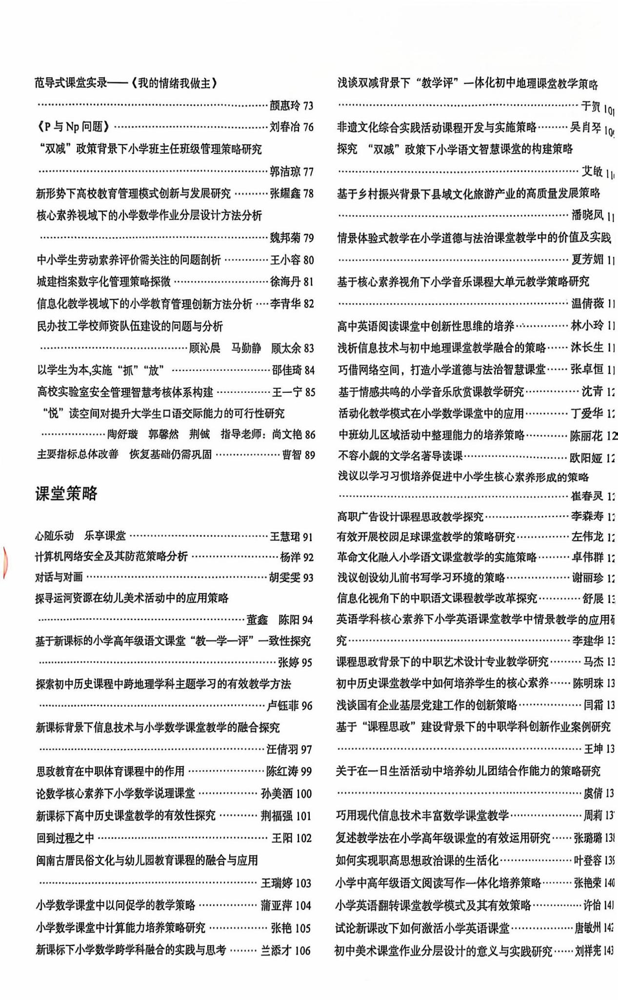 范导式课堂实录——《我的情绪我做主》
……颜惠玲 73
《P 与 Np 问题》……刘春冶 76
“双减”政策背景下小学班主任班级管理策略研究
……郭洁琼 77
新形势下高校教育管理模式创新与发展研究……张耀鑫 78
核心素养视域下的小学数学作业分层设计方法分析
……魏邦菊 79
中小学生劳动素养评价需关注的问题剖析……王小容 80
城建档案数字化管理策略探微……徐海丹 81
信息化教学视域下的小学教育管理创新方法分析……李青华 82
民办技工学校师资队伍建设的问题与分析
……顾沁晨 马勤静 顾太余 83
以学生为本,实施“抓”“放”……邵佳琦 84
高校实验室安全管理智慧考核体系构建……王一宁 85
“悦”读空间对提升大学生口语交际能力的可行性研究
……陶舒璇 郭馨然 荆铖 指导老师：尚文艳 86
主要指标总体改善 恢复基础仍需巩固……曹智 89
课堂策略
心随乐动 乐享课堂……王慧珺 91
计算机网络安全及其防范策略分析……杨洋 92
对话与对画……胡雯雯 93
探寻运河资源在幼儿美术活动中的应用策略
……董鑫 陈阳 94
基于新课标的小学高年级语文课堂“教—学—评”一致性探究
……张婷 95
探索初中历史课程中跨地理学科主题学习的有效教学方法
……卢钰菲 96
新课标背景下信息技术与小学数学课堂教学的融合探究
……汪倩羽 97
思政教育在中职体育课程中的作用……陈红涛 99
论数学核心素养下小学数学说理课堂……孙美洒 100
新课标下高中历史课堂教学的有效性探究……荆福强 101
回到过程之中……王阳 102
闽南古厝民俗文化与幼儿园教育课程的融合与应用
……王瑞婷 103
小学数学课堂中以问促学的教学策略……蒲亚萍 104
小学数学课堂中计算能力培养策略研究……张艳 105
新课标下小学数学跨学科融合的实践与思考……兰添才 106
浅谈双减背景下“教学评”一体化初中地理课堂教学策略
……于贺
非遗文化综合实践活动课程开发与实施策略……吴肖琴
探究 “双减”政策下小学语文智慧课堂的构建策略
……艾敏
基于乡村振兴背景下县域文化旅游产业的高质量发展策略
……潘晓凤
情景体验式教学在小学道德与法治课堂教学中的价值及实践
……夏芳媚
基于核心素养视角下小学音乐课程大单元教学策略研究
……温倩薇
高中英语阅读课堂中创新性思维的培养……林小玲
浅析信息技术与初中地理课堂教学融合的策略……沐长生
巧借网络空间，打造小学道德与法治智慧课堂……张卓恒
基于情感共鸣的小学音乐欣赏课教学研究……沈青
活动化教学模式在小学数学课堂中的应用……丁爱华
中班幼儿区域活动中整理能力的培养策略……陈丽花
不容小觑的文学名著导读课……欧阳娅
浅议以学习习惯培养促进中小学生核心素养形成的策略
……崔春灵
高职广告设计课程思政教学探究……李森寿
有效开展校园足球课堂教学的策略研究……左伟龙
革命文化融入小学语文课堂教学的实施策略……卓伟群
浅议创设幼儿前书写学习环境的策略……谢丽珍
信息化视角下的中职语文课程教学改革探究……舒展
英语学科核心素养下小学英语课堂教学中情景教学的应用研
究……李建华
课程思政背景下的中职艺术设计专业教学研究……马杰
初中历史课堂教学中如何培养学生的核心素养……陈明珠
浅谈国有企业基层党建工作的创新策略……闫霜
基于“课程思政”建设背景下的中职学科创新作业案例研究
……王坤
关于在一日生活活动中培养幼儿团结合作能力的策略研究
……虞倩
巧用现代信息技术丰富数学课堂教学……周莉
复述教学法在小学高年级课堂的有效运用研究……张璐璐 138
如何实现职高思想政治课的生活化……叶登容 139
小学中高年级语文阅读写作一体化培养策略……张艳荣 140
小学英语翻转课堂教学模式及其有效策略……许怡 141
试论新课改下如何激活小学英语课堂……唐敏州 142
初中美术课堂作业分层设计的意义与实践研究……刘祥宪 143